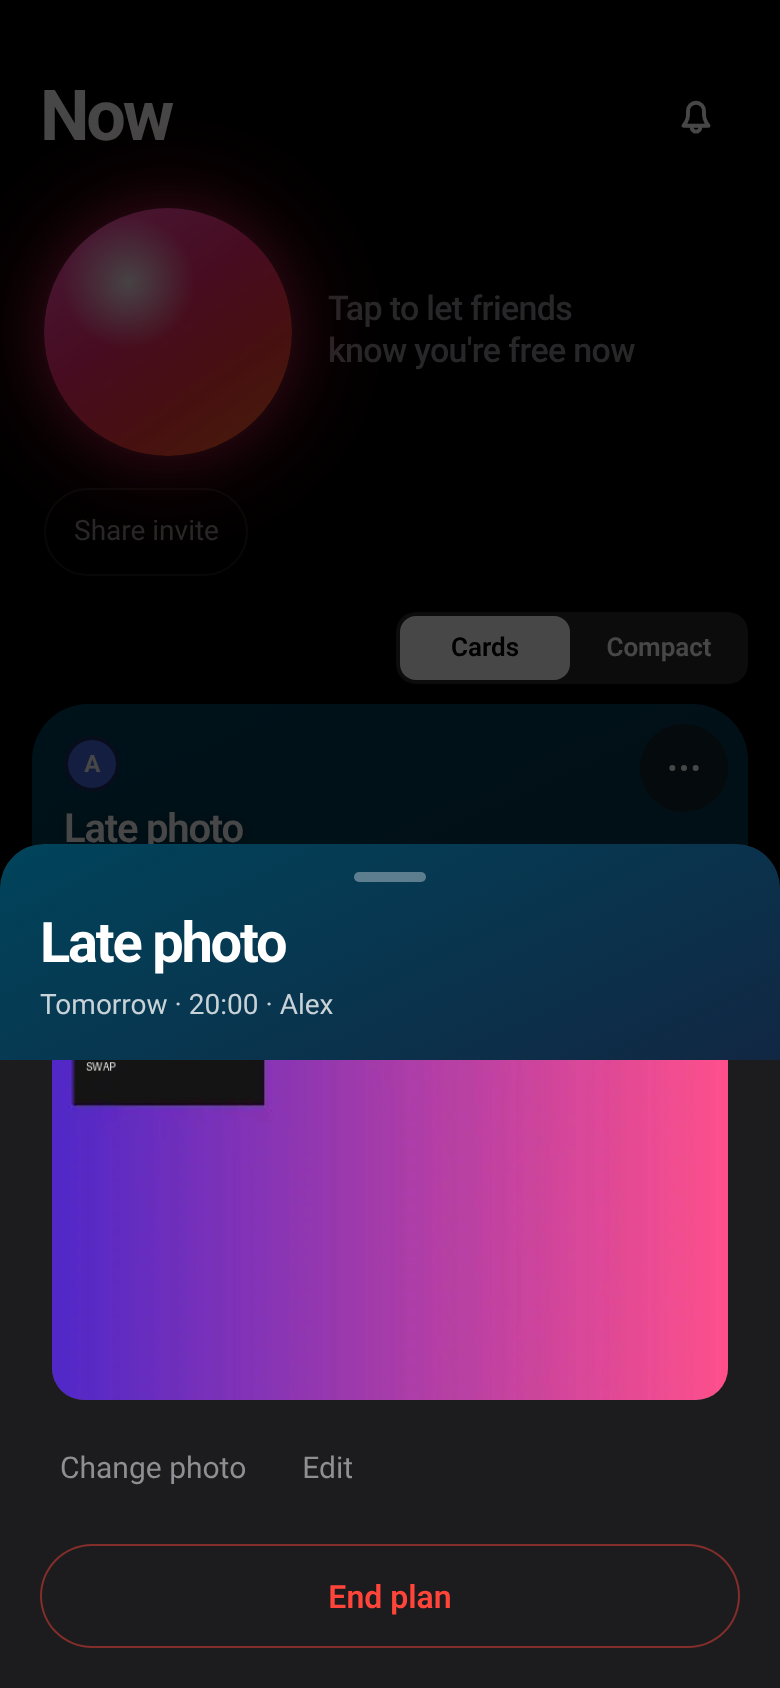 Now
Tap to let friends
know you're free now
Share invite
Cards
Compact
A
Late photo
Late photo
Tomorrow · 20:00 · Alex
SWAP
Change photo
Edit
End plan